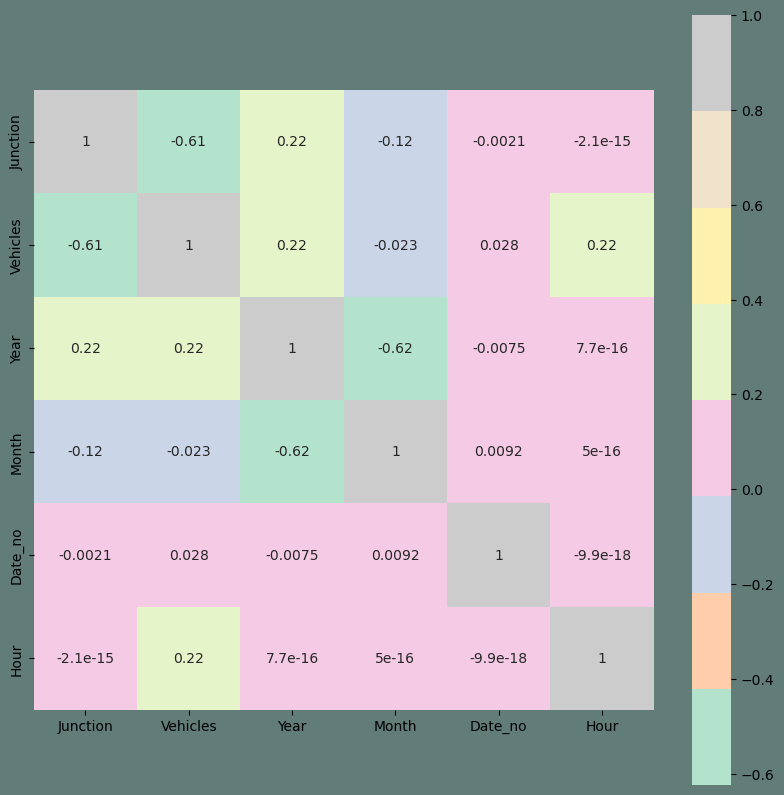 1.0
Junction 1 -0.61 0.22 -0.12 -0.0021 -2.1e-15
0.8
Vehicles -0.61 1 0.22 -0.023 0.028 0.22
0.6
0.4
Year 0.22 0.22 1 -0.62 -0.0075 7.7e-16
0.2
Month -0.12 -0.023 -0.62 1 0.0092 5e-16
0.0
Date_no -0.0021 0.028 -0.0075 0.0092 1 -9.9e-18
−0.2
Hour -2.1e-15 0.22 7.7e-16 5e-16 -9.9e-18 1
−0.4
Junction Vehicles Year Month Date_no Hour
−0.6